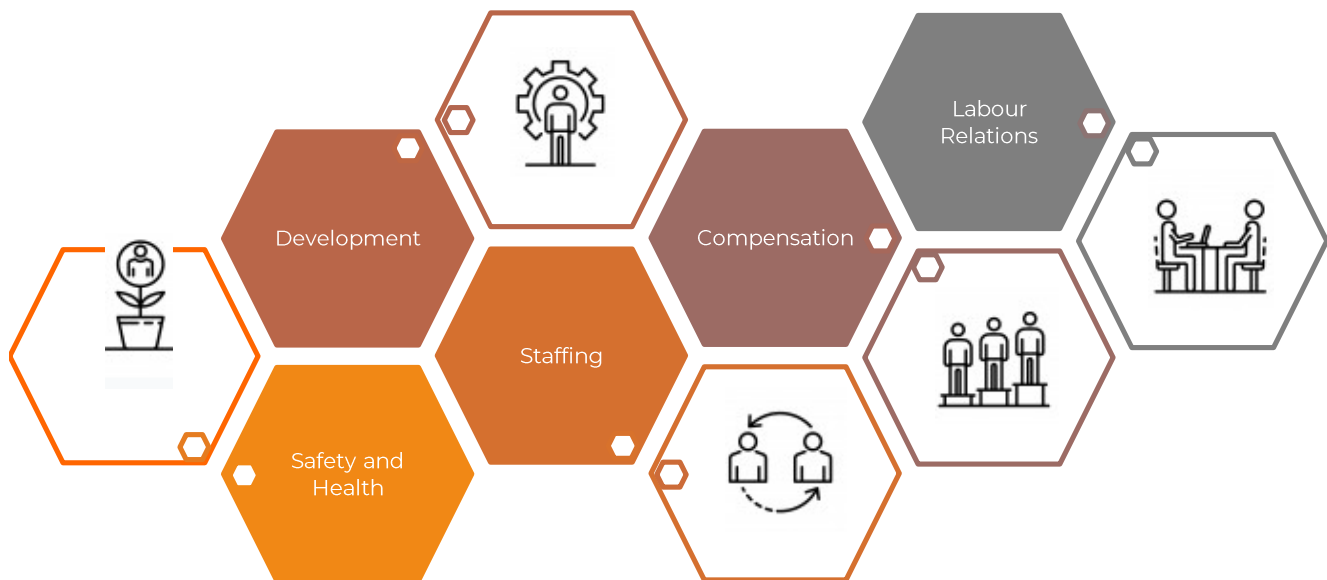 Labour
Relations
Development
Compensation
Staffing
Safety and
Health